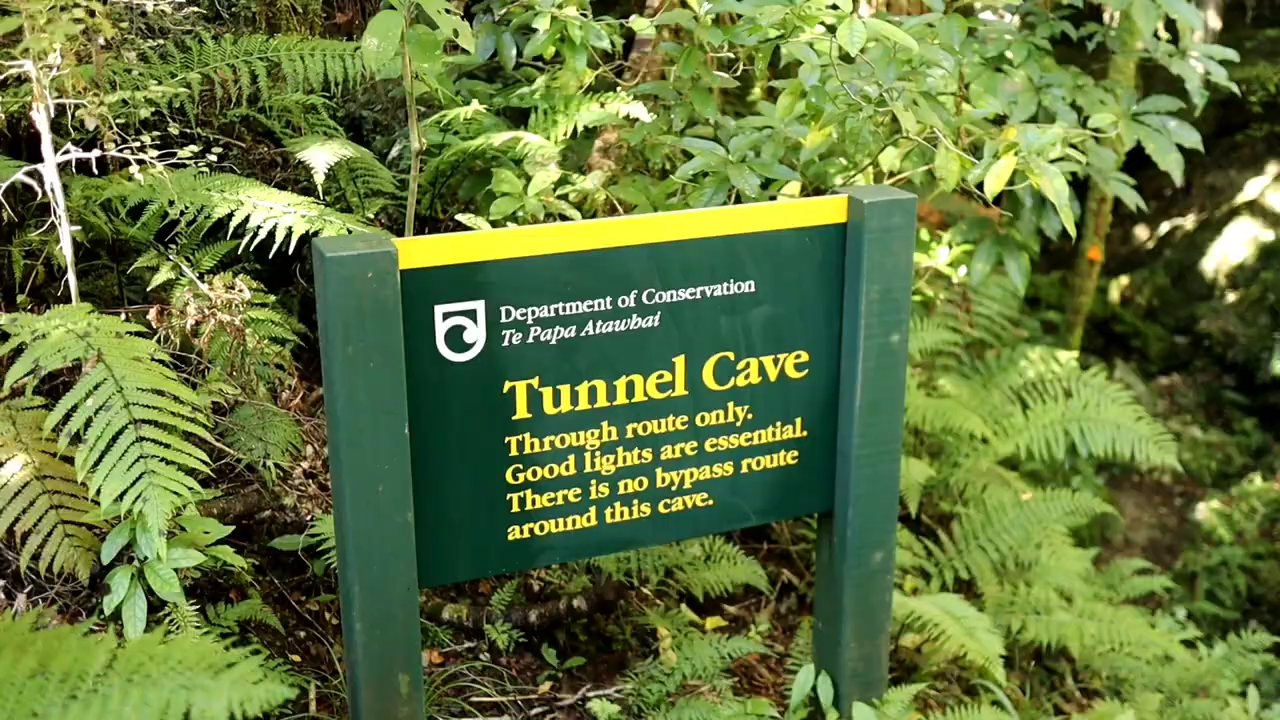 Department of Conservation
Te Papa Atawhai
Tunnel Cave
Through route only.
Good lights are essential.
There is no bypass route
around this cave.